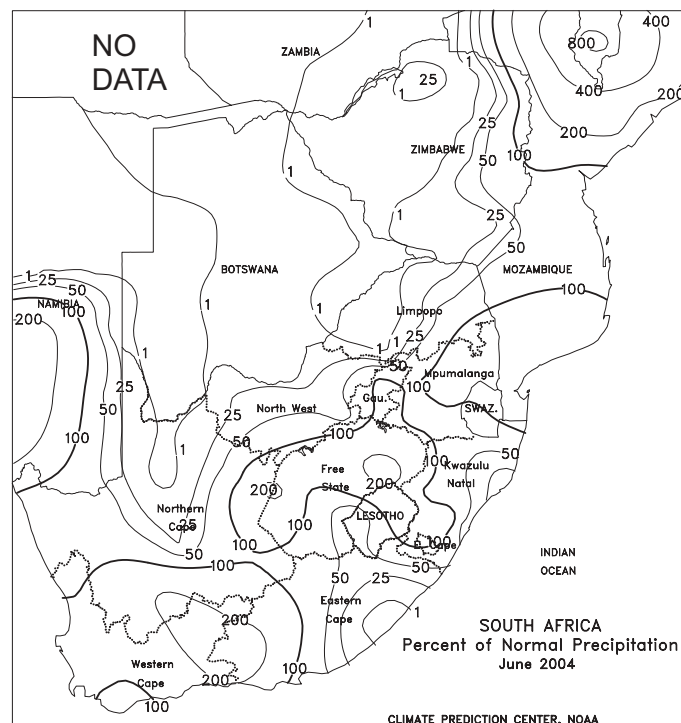 1
400
NO
DATA
ZAMBIA
800
25
1
1
400
200
25
200
ZIMBABWE
50
100
1
1
25
50
BOTSWANA
MOZAMBIQUE
1
25
50
100
NAMIBIA
100
200
1
Limpopo
25
1
1
1
50
Mpumalanga
100
25
Gau.
50
North West
25
SWAZ.
100
50
100
100
50
1
Free
State
200
Kwazulu
Natal
25
200
Northern
Cape
25
100
LESOTHO
50
100
100
E. Cape
INDIAN
OCEAN
100
50
50
25
Eastern
Cape
1
200
SOUTH AFRICA
Percent of Normal Precipitation
June 2004
Western
Cape
100
200
100
CLIMATE PREDICTION CENTER, NOAA